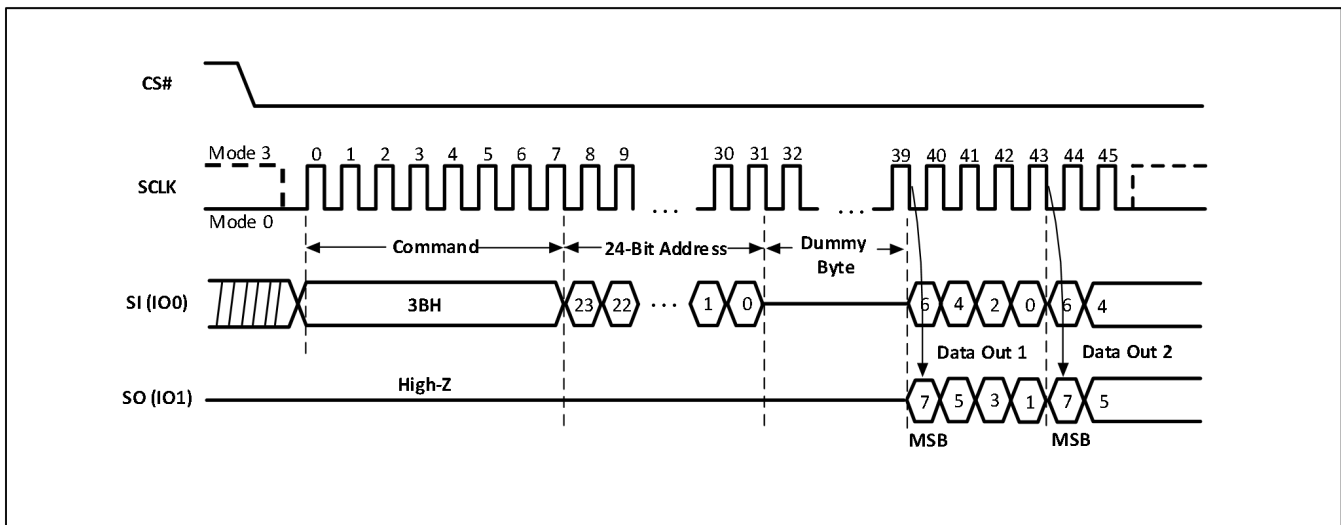 CS#
Mode 3
0 1 2 3 4 5 6 7 8 9 30 31 32 39 40 41 42 43 44 45
SCLK
... ...
Mode 0
Command 24-Bit Address Dummy
Byte
SI (IO0) 3BH 23 22 ... 1 0 6 4 2 0 6 4
Data Out 1 Data Out 2
High-Z
SO (IO1) 7 5 3 1 7 5
MSB MSB